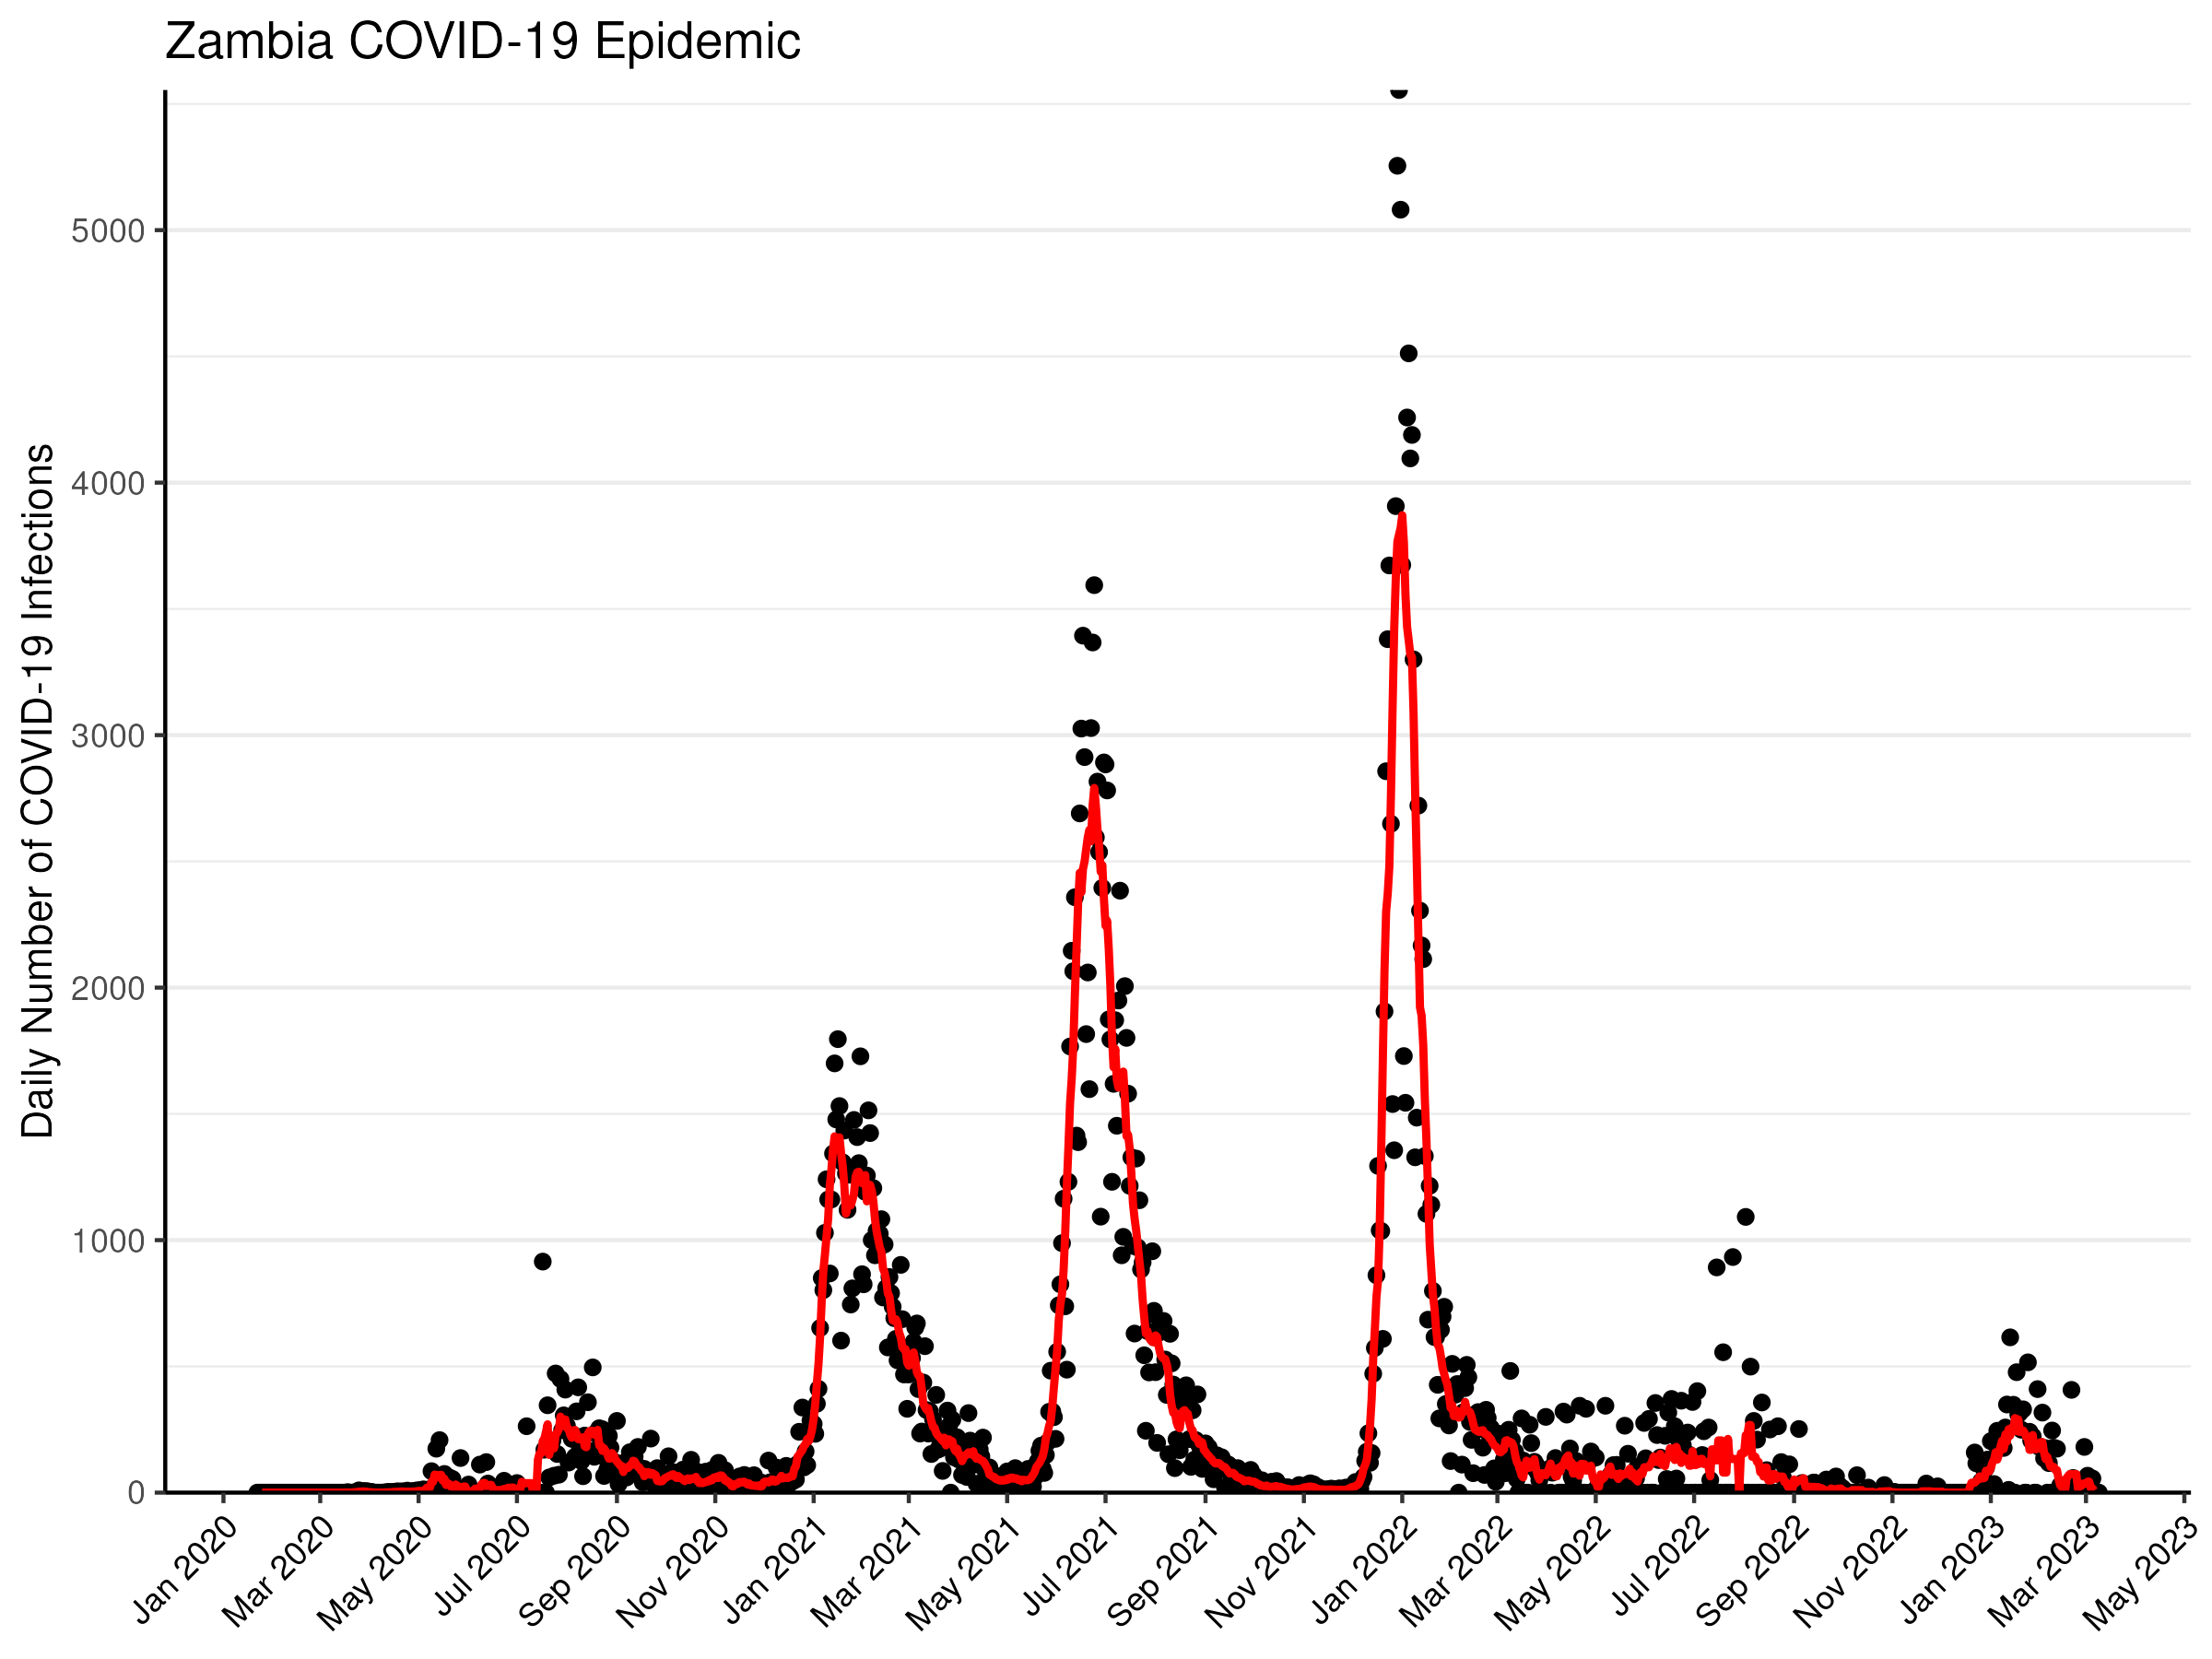 Zambia COVID-19 Epidemic
Daily Number of COVID-19 Infections
5000
4000
3000
2000
1000
0
Jan 2020
Mar 2020
May 2020
Jul 2020
Sep 2020
Nov 2020
Jan 2021
Mar 2021
May 2021
Jul 2021
Sep 2021
Nov 2021
Jan 2022
Mar 2022
May 2022
Jul 2022
Sep 2022
Nov 2022
Jan 2023
Mar 2023
May 2023